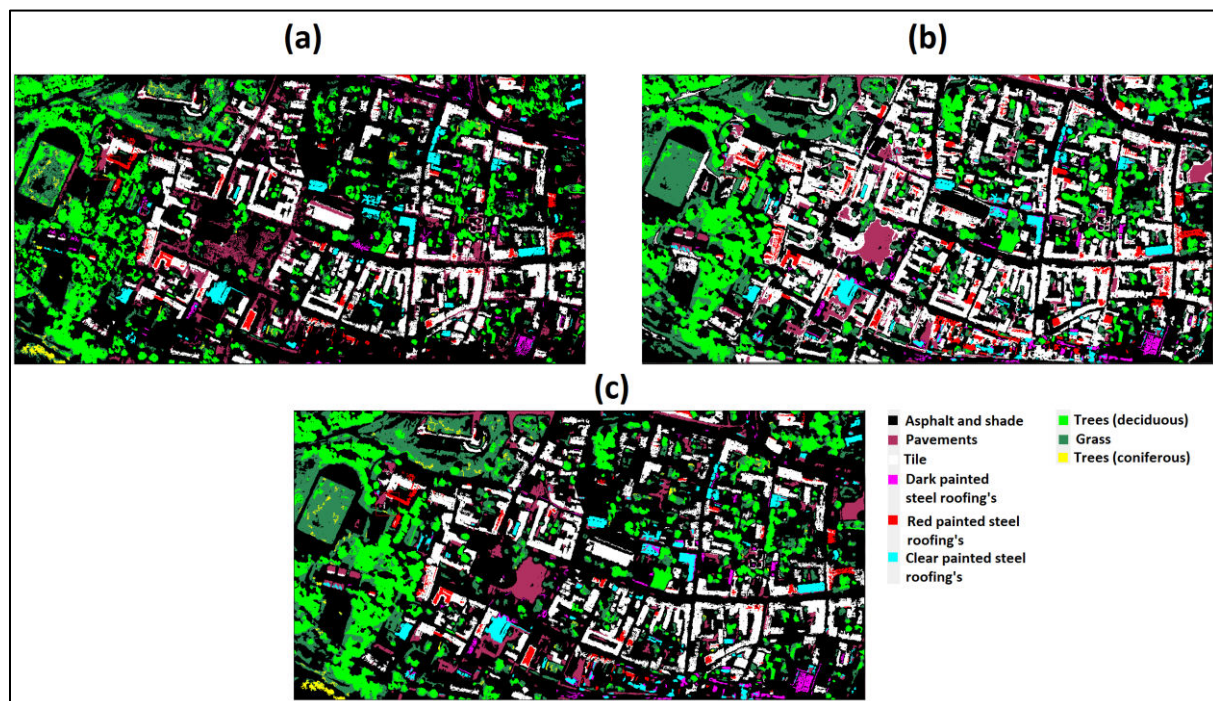 (a)
(b)
(c)
Asphalt and shade
Pavements
Tile
Dark painted
steel roofing's
Red painted steel
roofing's
Clear painted steel
roofing's
Trees (deciduous)
Grass
Trees (coniferous)